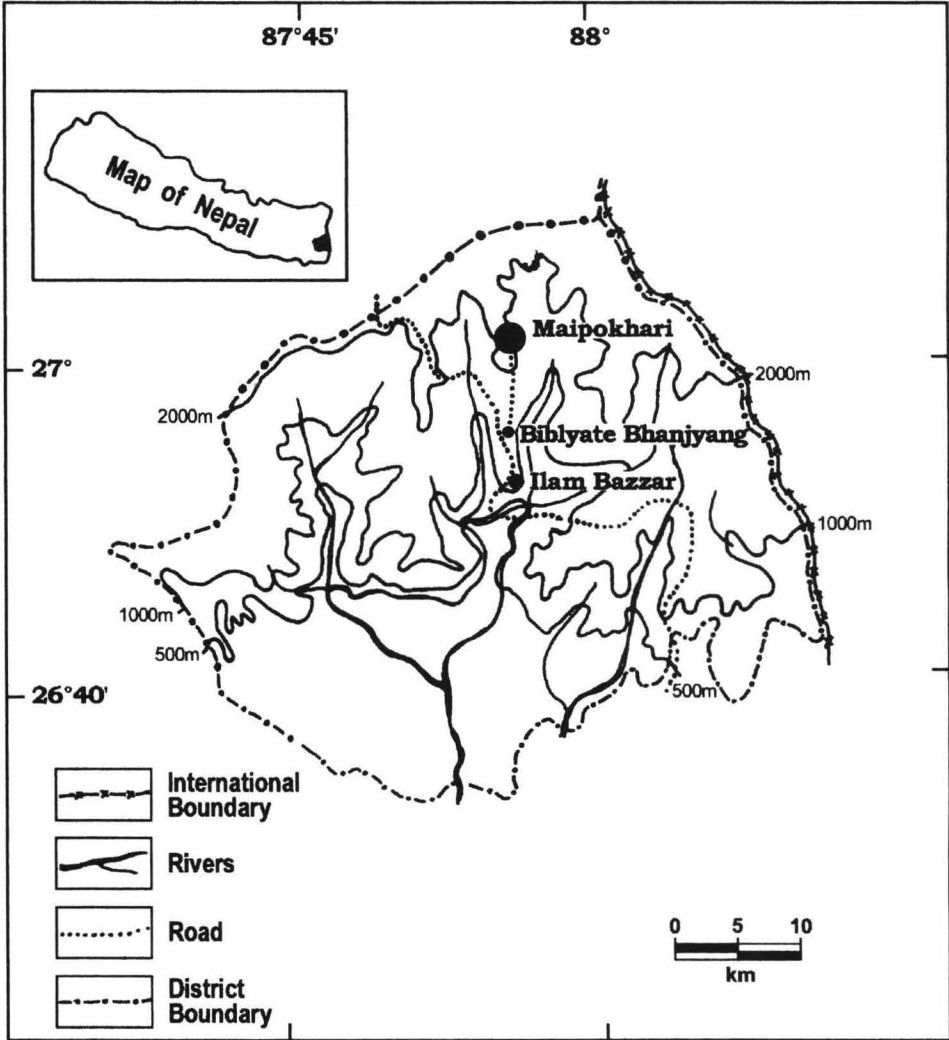 87°45'
88°
Map of Nepal
Maipokhari
27°
2000m
2000m
Biblyate Bhanjyang
Ilam Bazzar
1000m
1000m
500m
500m
26°40'
International
Boundary
Rivers
Road
District
Boundary
0 5 10
km